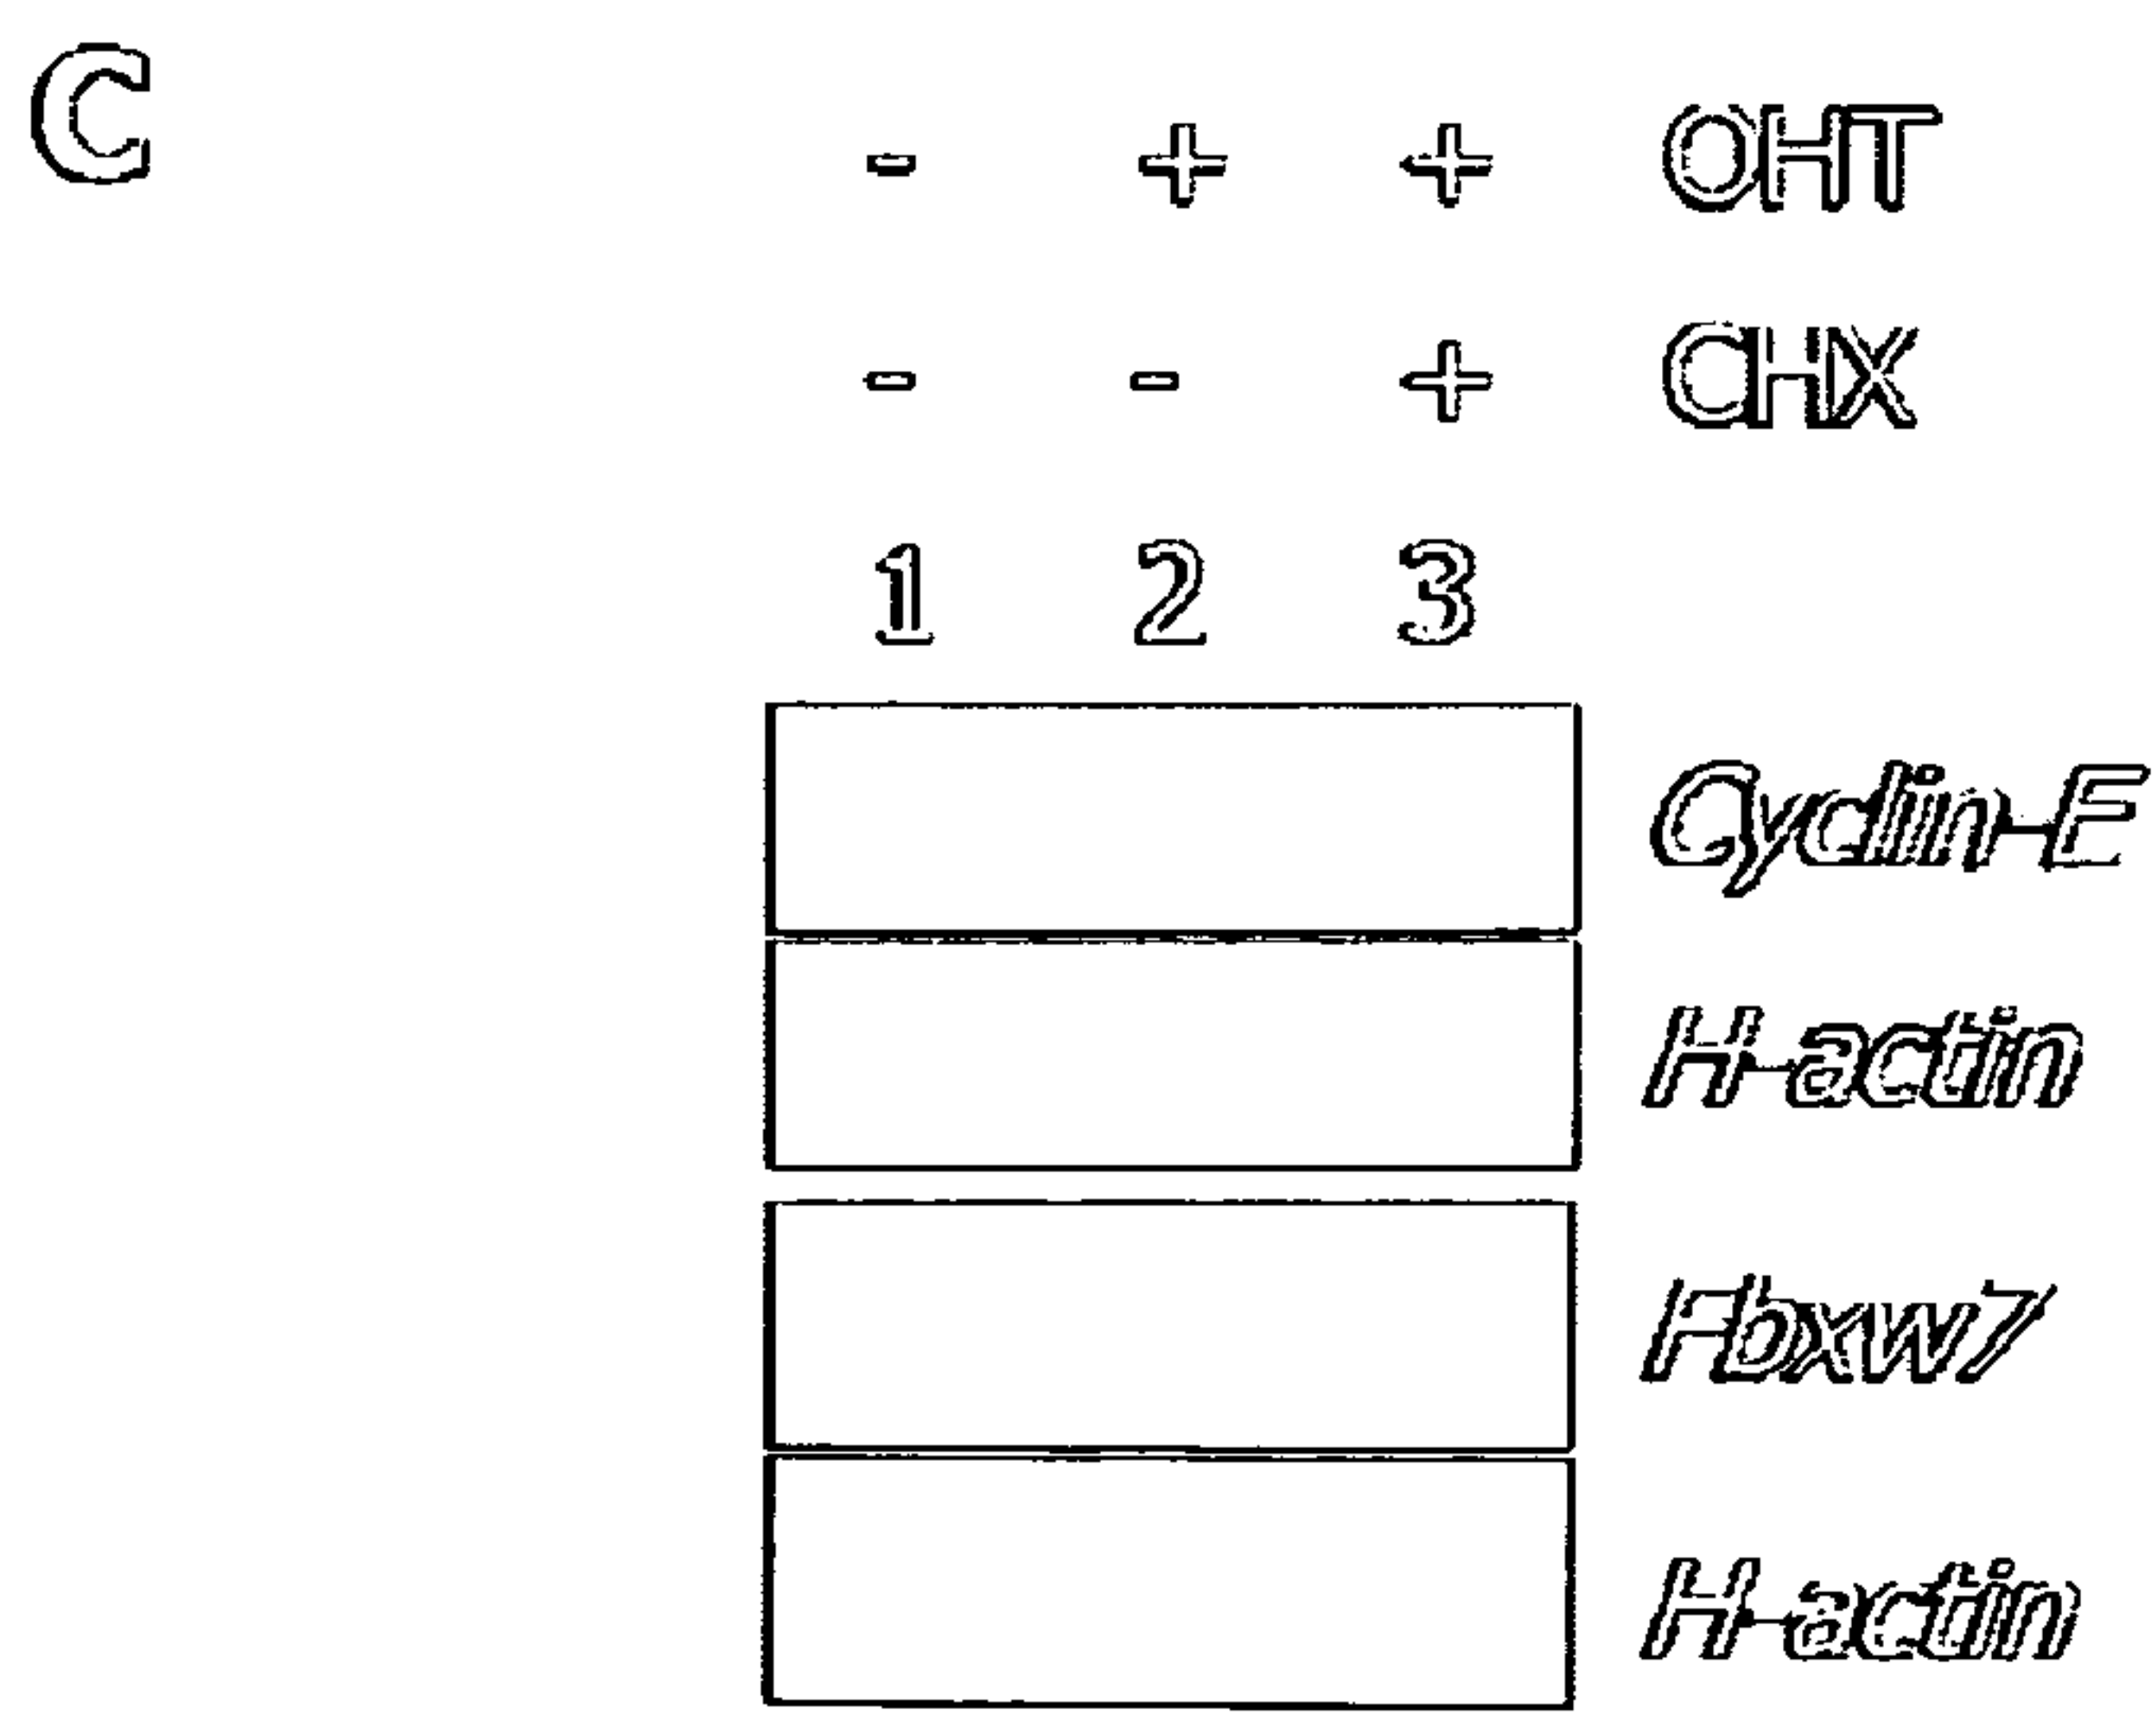 C
- + + OHT
- - + CHX
1 2 3
Cyclin-E
H-actin
Fbxw7
H-actin